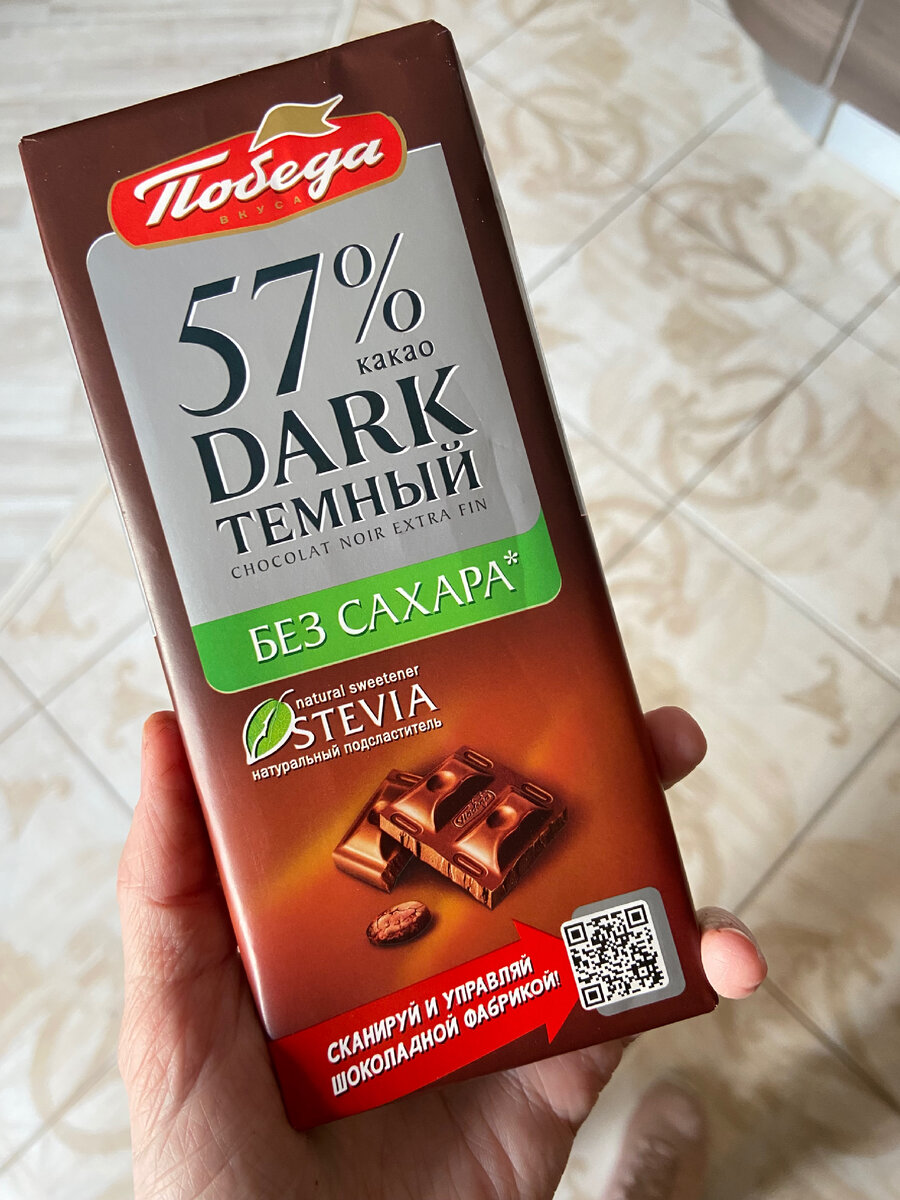 Победа
ВКУСА
57%
какао
DARK
ТЕМНЫЙ
CHOCOLAT NOIR EXTRA FIN
БЕЗ САХАРА*
natural sweetener
STEVIA
натуральный подсластитель
Победа
СКАНИРУЙ И УПРАВЛЯЙ
ШОКОЛАДНОЙ ФАБРИКОЙ!